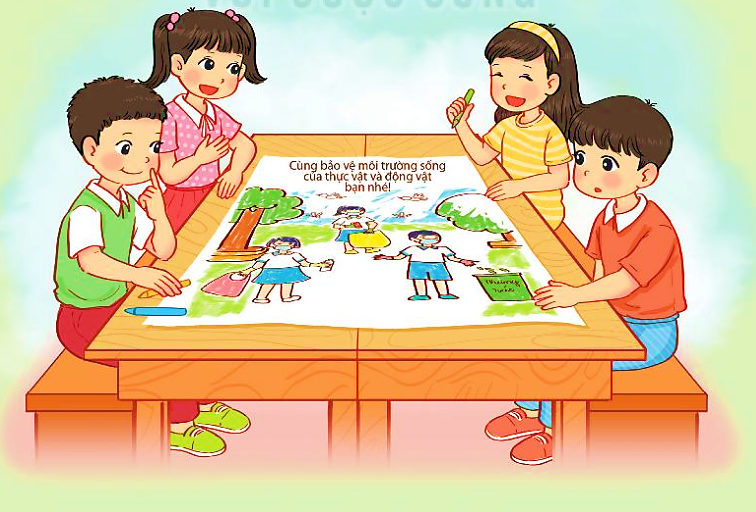 Cùng bảo vệ môi trường sống
của thực vật và động vật
bạn nhé!